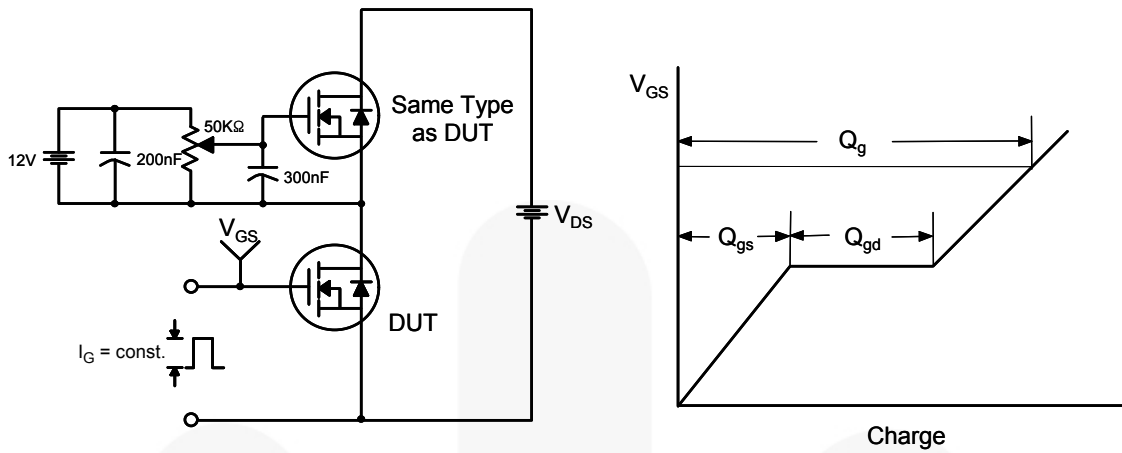 Same Type
as DUT
50KΩ
12V
200nF
300nF
V_GS
V_DS
DUT
I_G = const.
V_GS
Q_g
Q_gs
Q_gd
Charge